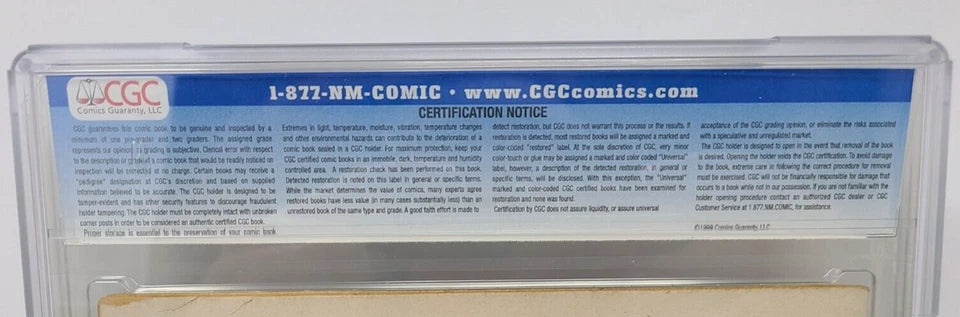 CGC
Comics Guaranty, LLC
1-877-NM-COMIC • www.CGCcomics.com
CERTIFICATION NOTICE
CGC guarantees this comic book to be genuine and inspected by a
minimum of one pre-grader and two graders. The assigned grade
represents our opinion as grading is subjective. Clerical error with respect
to the description or grade of a comic book that would be readily noticed on
inspection will be corrected at no charge. Certain books may receive a
"pedigree" designation at CGC's discretion and based on supplied
information believed to be accurate. The CGC holder is designed to be
tamper-evident and has other security features to discourage fraudulent
holder tampering. The CGC holder must be completely intact with unbroken
corner posts in order to be considered an authentic certified CGC book.
Proper storage is essential to the preservation of your comic book
Extremes in light, temperature, moisture, vibration, temperature changes
and other environmental hazards can contribute to the deterioration of a
comic book sealed in a CGC holder. For maximum protection, keep your
CGC certified comic books in an immobile, dark, temperature and humidity
controlled area. A restoration check has been performed on this book.
Detected restoration is noted on this label in general or specific terms.
While the market determines the value of comics, many experts agree
restored books have less value (in many cases substantially less) than an
unrestored book of the same type and grade. A good faith effort is made to
detect restoration, but CGC does not warrant this process or the results. If
restoration is detected, most restored books will be assigned a marked and
color-coded "restored" label. At the sole discretion of CGC, very minor
color-touch or glue may be assigned a marked and color coded "Universal"
label, however, a description of the detected restoration, in general or
specific terms, will be disclosed. With this exception, the "Universal"
marked and color-coded CGC certified books have been examined for
restoration and none was found.
Certification by CGC does not assure liquidity, or assure universal
acceptance of the CGC grading opinion, or eliminate the risks associated
with a speculative and unregulated market.
The CGC holder is designed to open in the event that removal of the book
is desired. Opening the holder voids the CGC certification. To avoid damage
to the book, extreme care in following the correct procedure for removal
must be exercised. CGC will not be financially responsible for damage that
occurs to a book while not in our possession. If you are not familiar with the
holder opening procedure contact an authorized CGC dealer or CGC
Customer Service at 1.877.NM.COMIC, for assistance.
©1999 Comics Guaranty, LLC